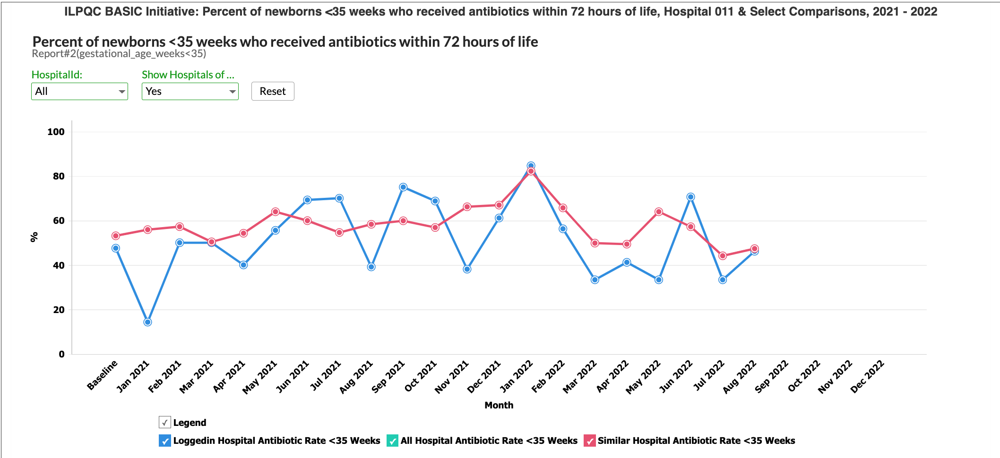 ILPQC BASIC Initiative: Percent of newborns <35 weeks who received antibiotics within 72 hours of life, Hospital 011 & Select Comparisons, 2021 - 2022
Percent of newborns <35 weeks who received antibiotics within 72 hours of life
Report#2(gestational_age_weeks<35)
HospitalId: Show Hospitals of ...
All Yes Reset
100
80
60
40
20
0
%
Baseline Jan 2021 Feb 2021 Mar 2021 Apr 2021 May 2021 Jun 2021 Jul 2021 Aug 2021 Sep 2021 Oct 2021 Nov 2021 Dec 2021 Jan 2022 Feb 2022 Mar 2022 Apr 2022 May 2022 Jun 2022 Jul 2022 Aug 2022 Sep 2022 Oct 2022 Nov 2022 Dec 2022
Month
Legend
Loggedin Hospital Antibiotic Rate <35 Weeks All Hospital Antibiotic Rate <35 Weeks Similar Hospital Antibiotic Rate <35 Weeks